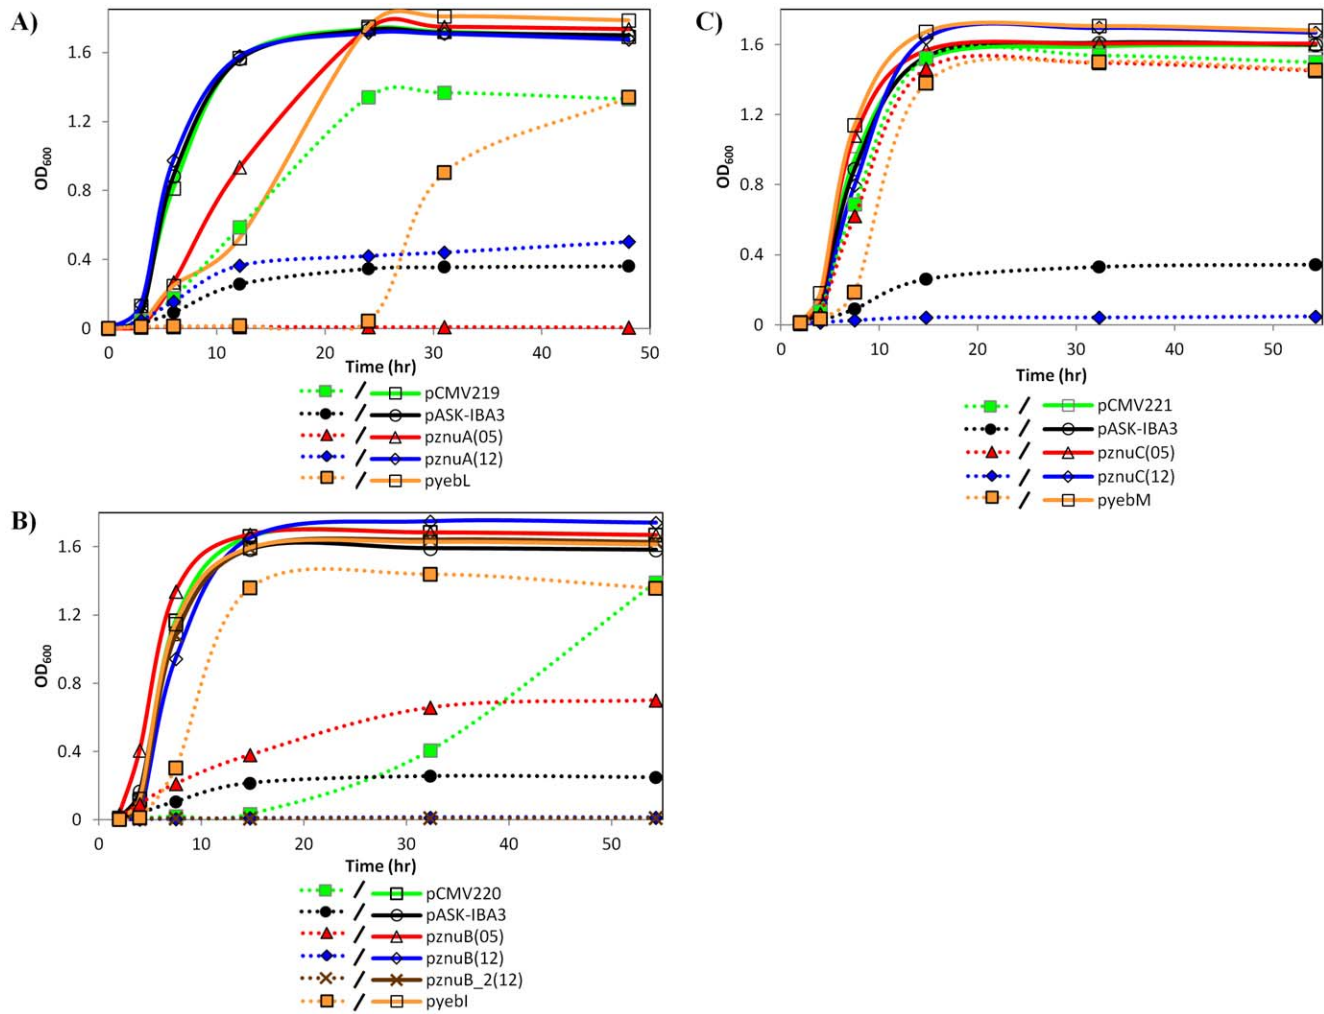 A)
OD600
1.6
1.2
0.8
0.4
0
0 10 20 30 40 50
Time (hr)
/ pCMV219
/ pASK-IBA3
/ pznuA(05)
/ pznuA(12)
/ pyebL
B)
OD600
1.6
1.2
0.8
0.4
0
0 10 20 30 40 50
Time (hr)
/ pCMV220
/ pASK-IBA3
/ pznuB(05)
/ pznuB(12)
/ pznuB_2(12)
/ pyebI
C)
OD600
1.6
1.2
0.8
0.4
0
0 10 20 30 40 50
Time (hr)
/ pCMV221
/ pASK-IBA3
/ pznuC(05)
/ pznuC(12)
/ pyebM